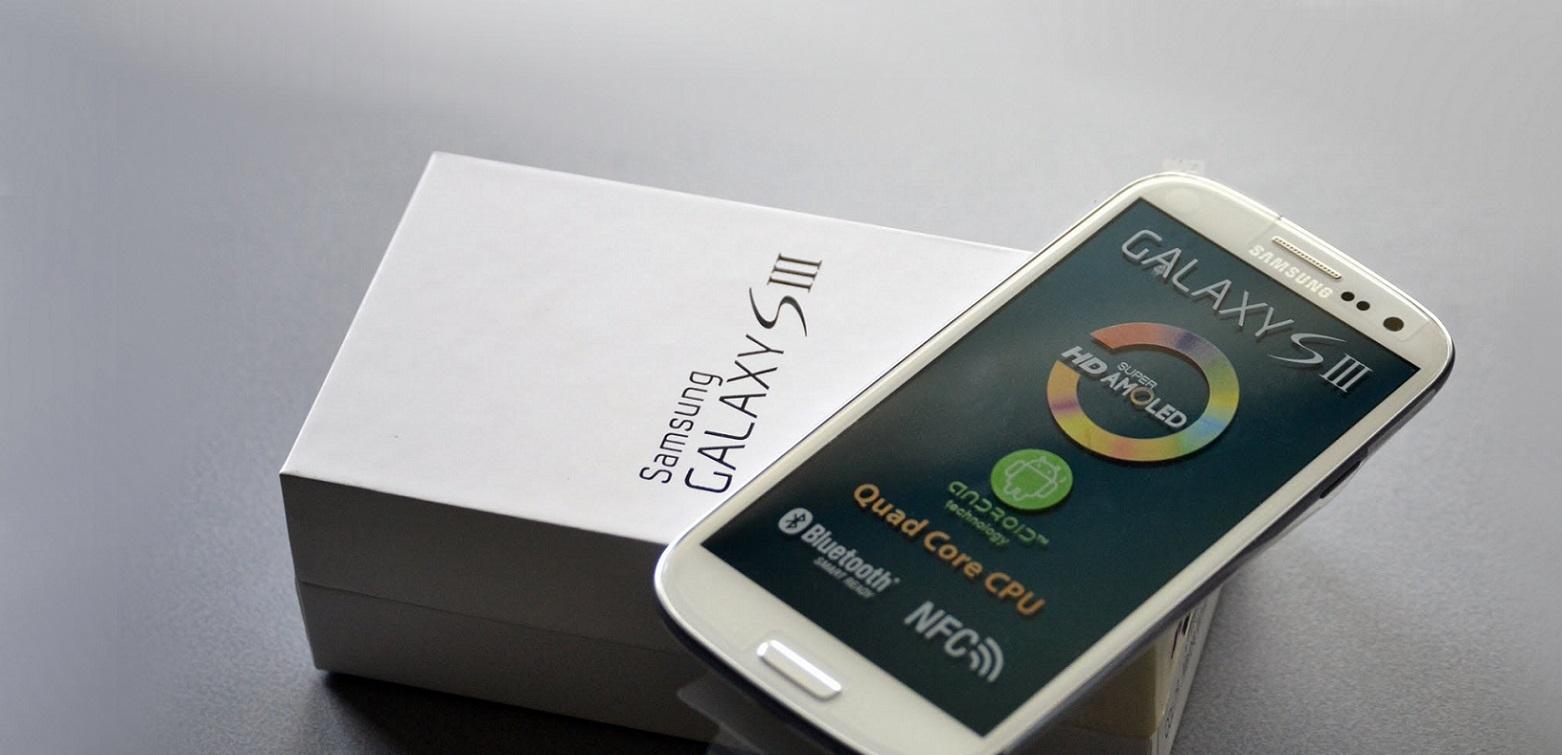 Samsung
GALAXY S III
SAMSUNG
GALAXY S III
SUPER
HD AMOLED
ANDROID™
technology
Quad Core CPU
Bluetooth®
SMART READY
NFC